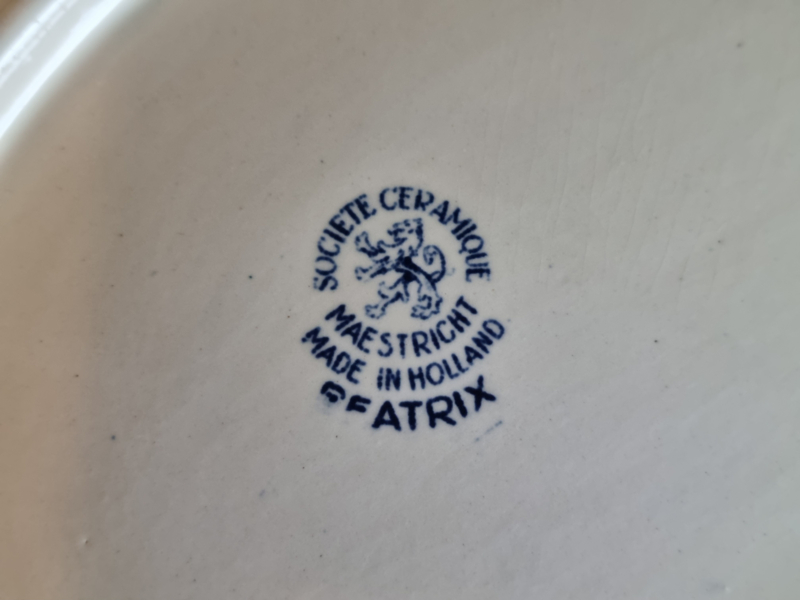 SOCIETE CERAMIQUE
MAESTRICHT
MADE IN HOLLAND
BEATRIX